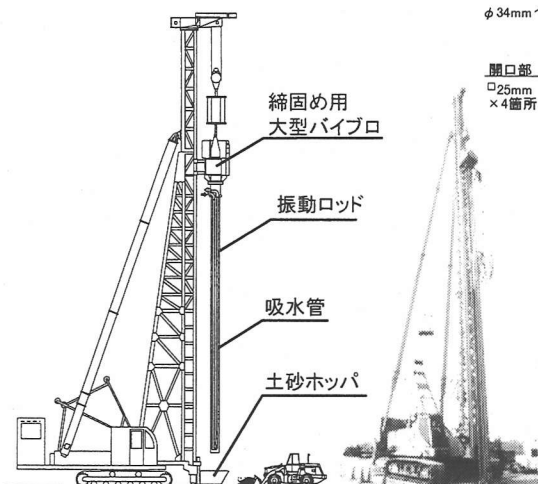 φ34mm~
開口部
□25mm
×4箇所
締固め用
大型バイブロ
振動ロッド
吸水管
土砂ホッパ